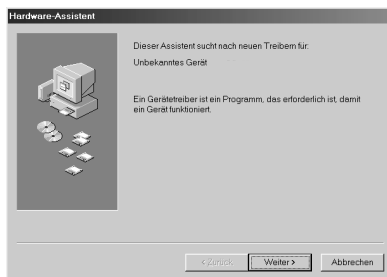 Hardware-Assistent
Dieser Assistent sucht nach neuen Treibern für:
Unbekanntes Gerät
Ein Gerätetreiber ist ein Programm, das erforderlich ist, damit
ein Gerät funktioniert.
< Zurück
Weiter >
Abbrechen